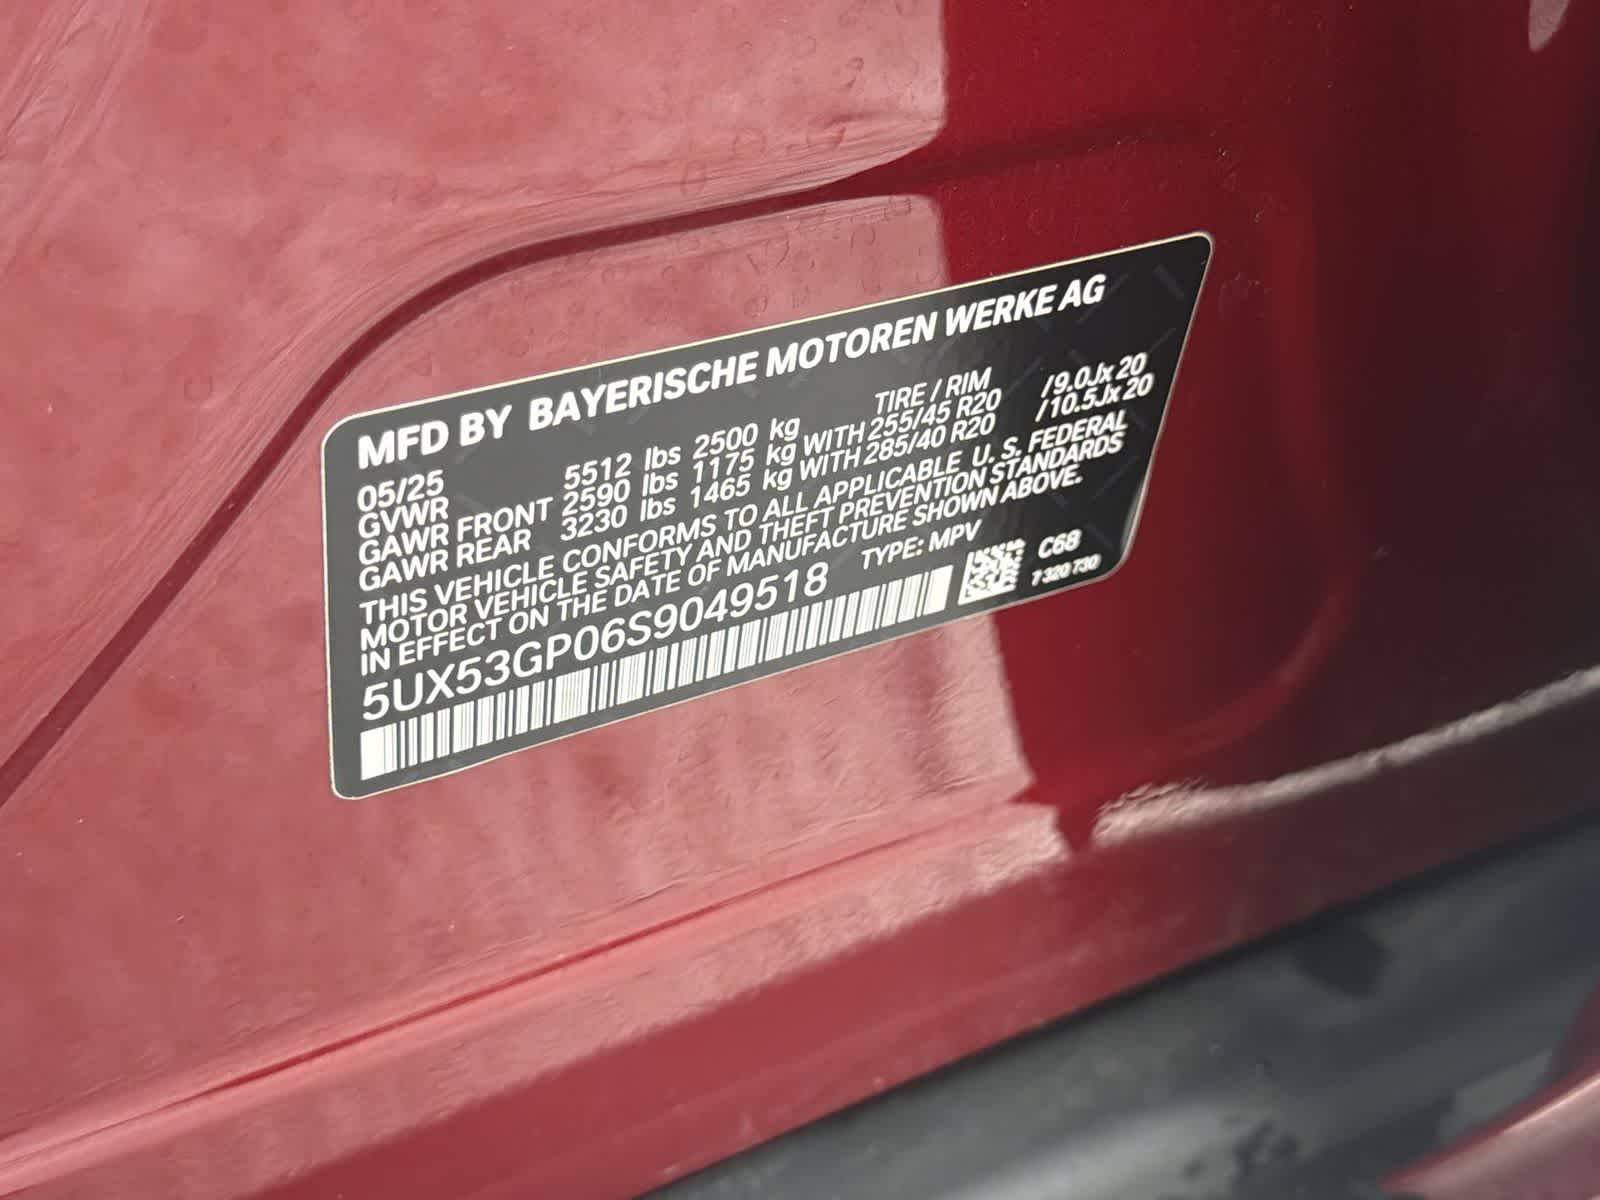 MFD BY BAYERISCHE MOTOREN WERKE AG
05/25
GVWR 5512 lbs 2500 kg TIRE / RIM
GAWR FRONT 2590 lbs 1175 kg WITH 255/45 R20 /9.0Jx20
GAWR REAR 3230 lbs 1465 kg WITH 285/40 R20 /10.5Jx20
THIS VEHICLE CONFORMS TO ALL APPLICABLE U. S. FEDERAL
MOTOR VEHICLE SAFETY AND THEFT PREVENTION STANDARDS
IN EFFECT ON THE DATE OF MANUFACTURE SHOWN ABOVE.
5UX53GP06S9049518 TYPE: MPV
C68
7 320 730